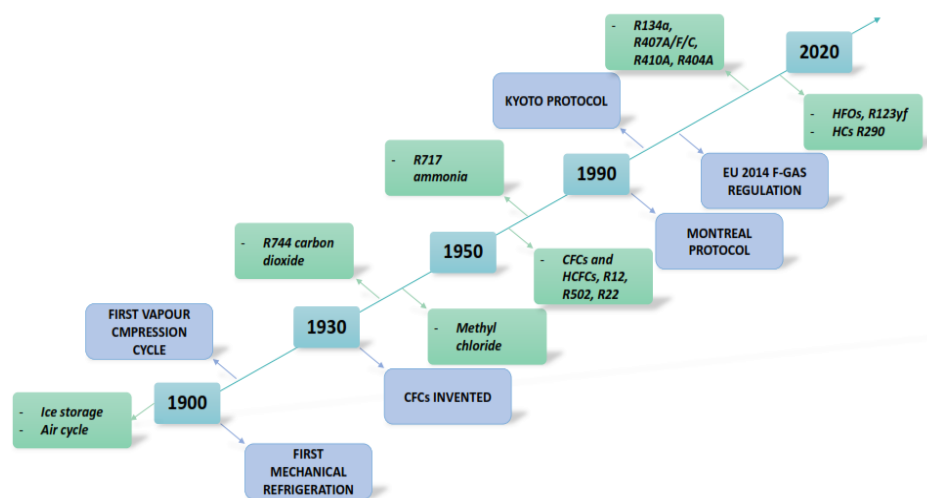 - R134a,
R407A/F/C,
R410A, R404A
2020
KYOTO PROTOCOL
- HFOs, R123yf
- HCs R290
- R717
ammonia
1990
EU 2014 F-GAS
REGULATION
MONTREAL
PROTOCOL
- R744 carbon
dioxide
1950
- CFCs and
HCFCs, R12,
R502, R22
FIRST VAPOUR
CMPRESSION
CYCLE
1930
- Methyl
chloride
CFCs INVENTED
- Ice storage
- Air cycle
1900
FIRST
MECHANICAL
REFRIGERATION